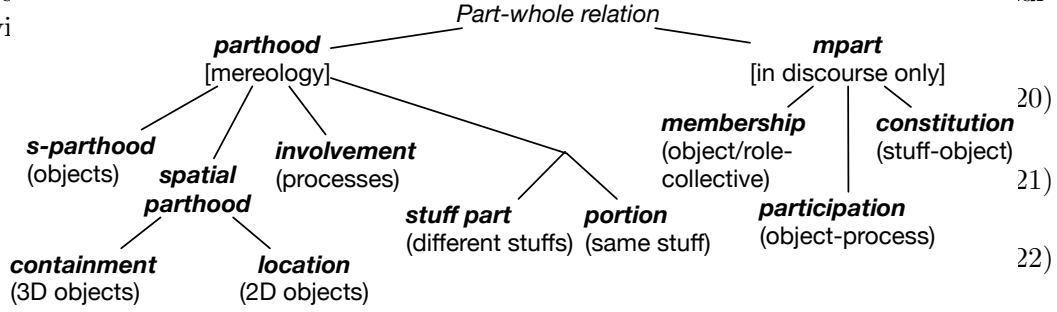 Part-whole relation
parthood
[mereology]
mpart
[in discourse only]
s-parthood
(objects)
spatial
parthood
involvement
(processes)
stuff part
(different stuffs)
portion
(same stuff)
membership
(object/role-
collective)
participation
(object-process)
constitution
(stuff-object)
containment
(3D objects)
location
(2D objects)
20)
21)
22)